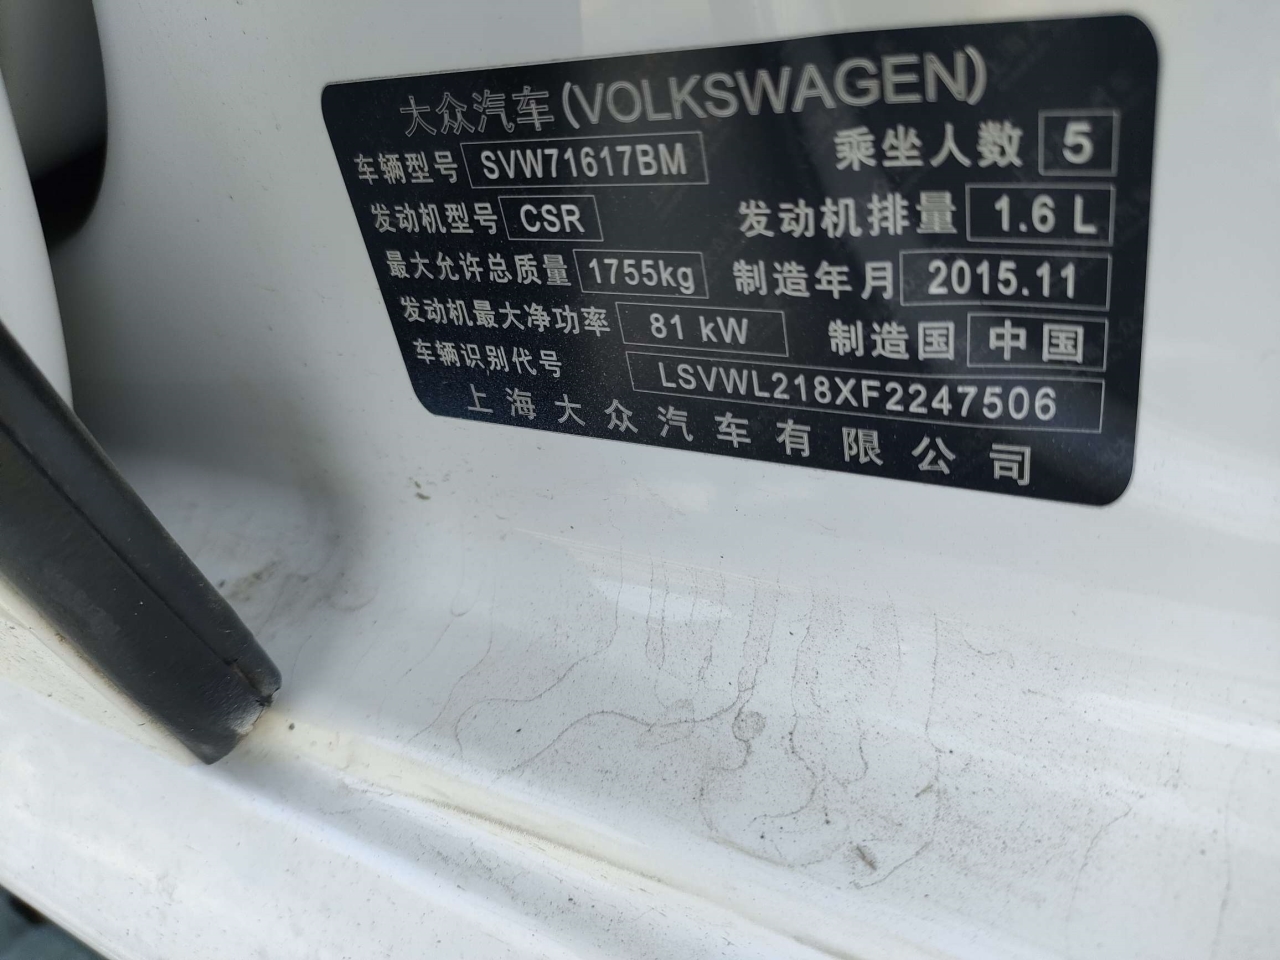 大众汽车(VOLKSWAGEN)
车辆型号 SVW71617BM 乘坐人数 5
发动机型号 CSR 发动机排量 1.6 L
最大允许总质量 1755kg 制造年月 2015.11
发动机最大净功率 81 kW 制造国 中国
车辆识别代号 LSVWL218XF2247506
上海大众汽车有限公司